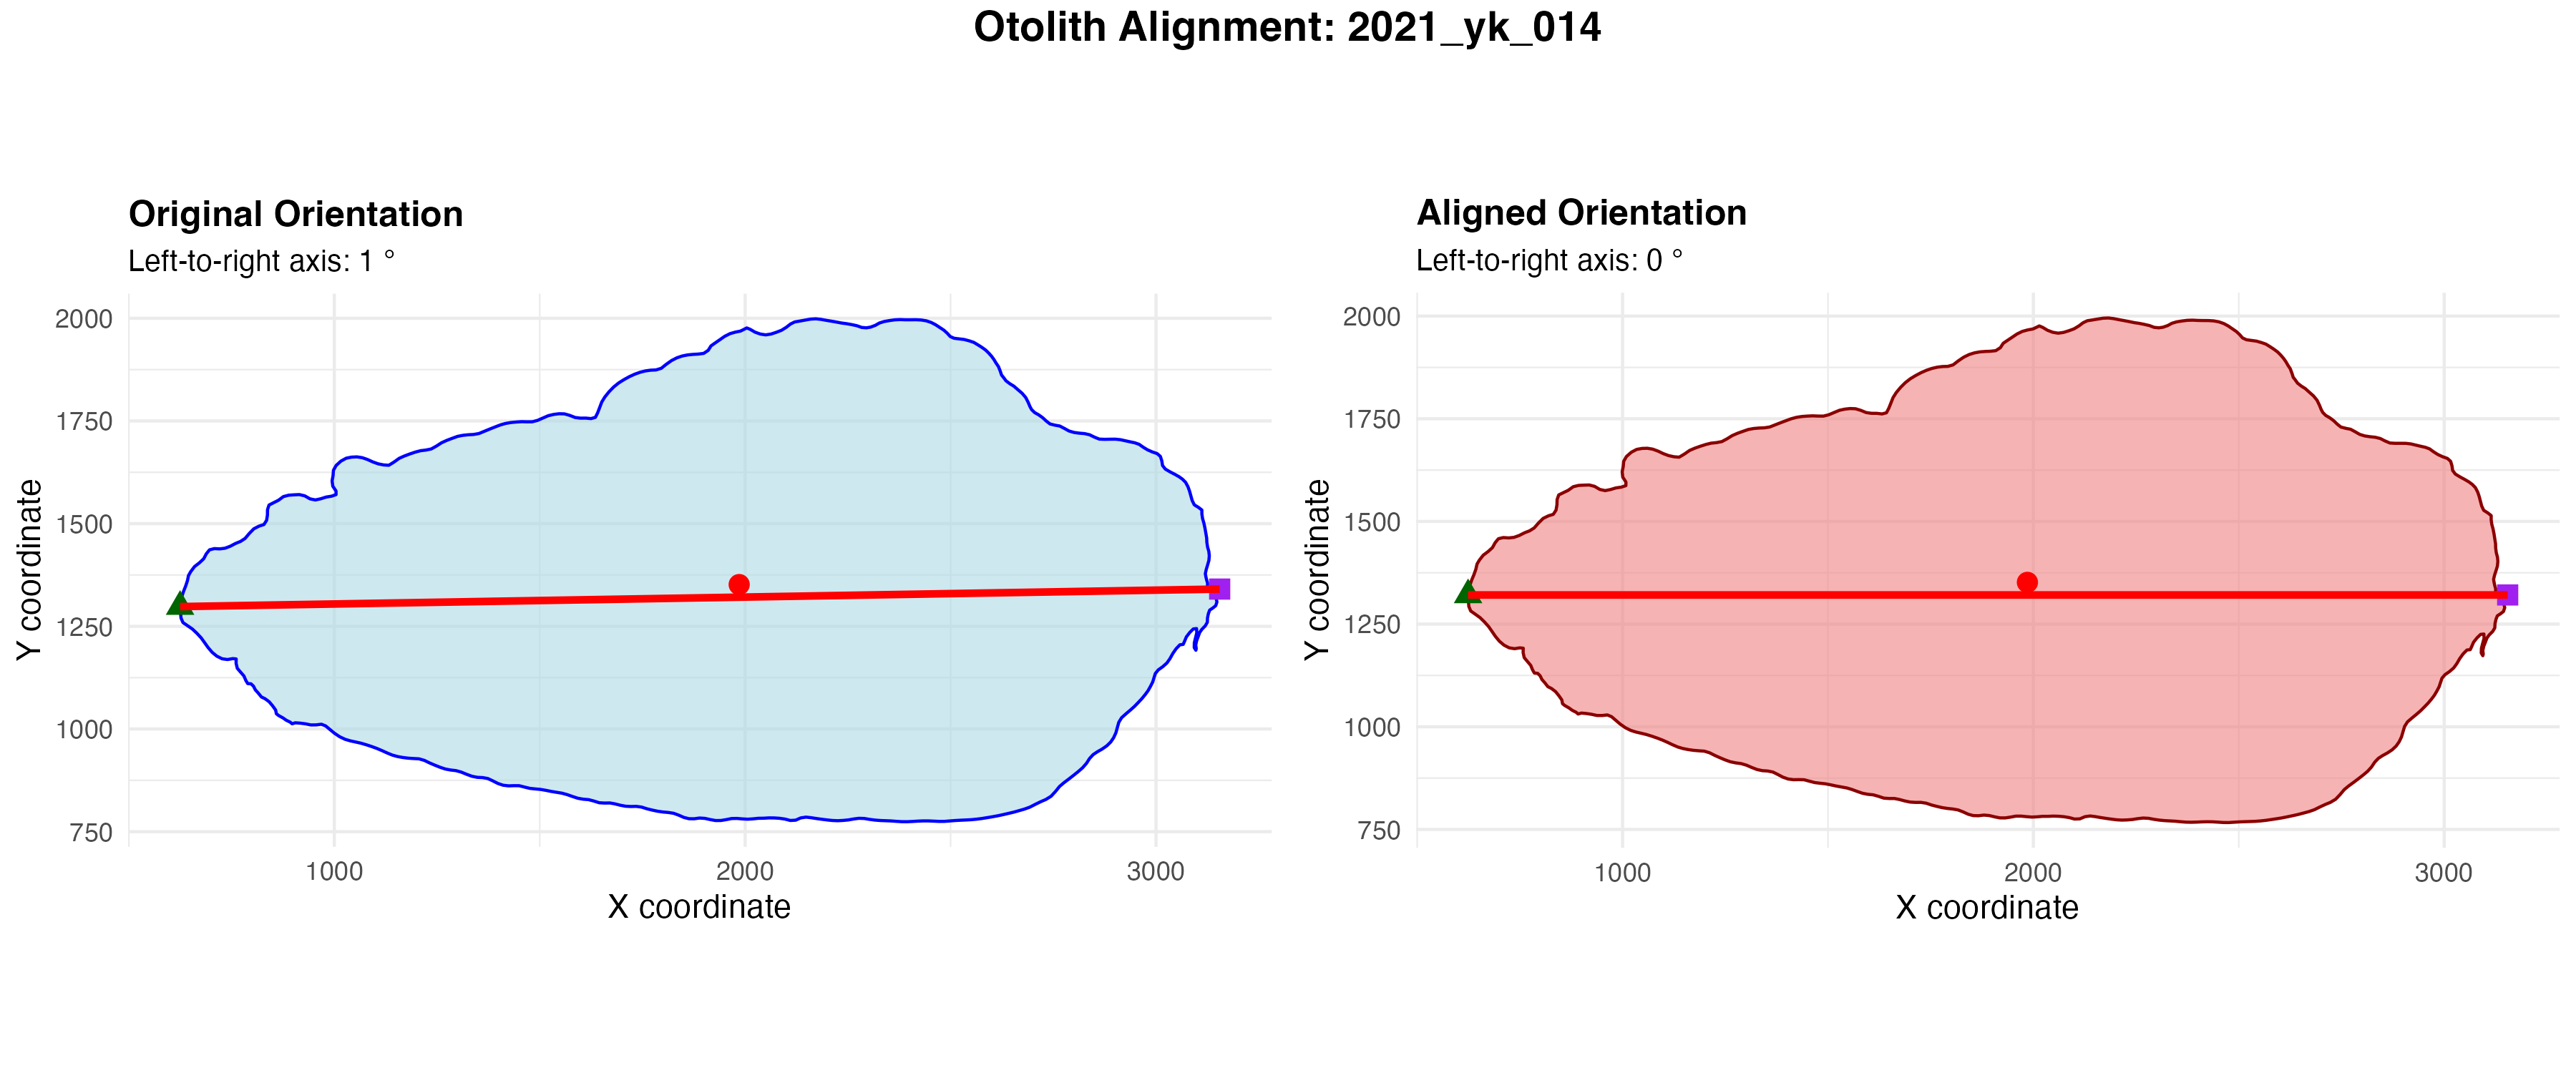 Otolith Alignment: 2021_yk_014
Original Orientation
Left-to-right axis: 1 °
2000
1750
1500
1250
1000
750
Y coordinate
1000
2000
3000
X coordinate
Aligned Orientation
Left-to-right axis: 0 °
2000
1750
1500
1250
1000
750
Y coordinate
1000
2000
3000
X coordinate